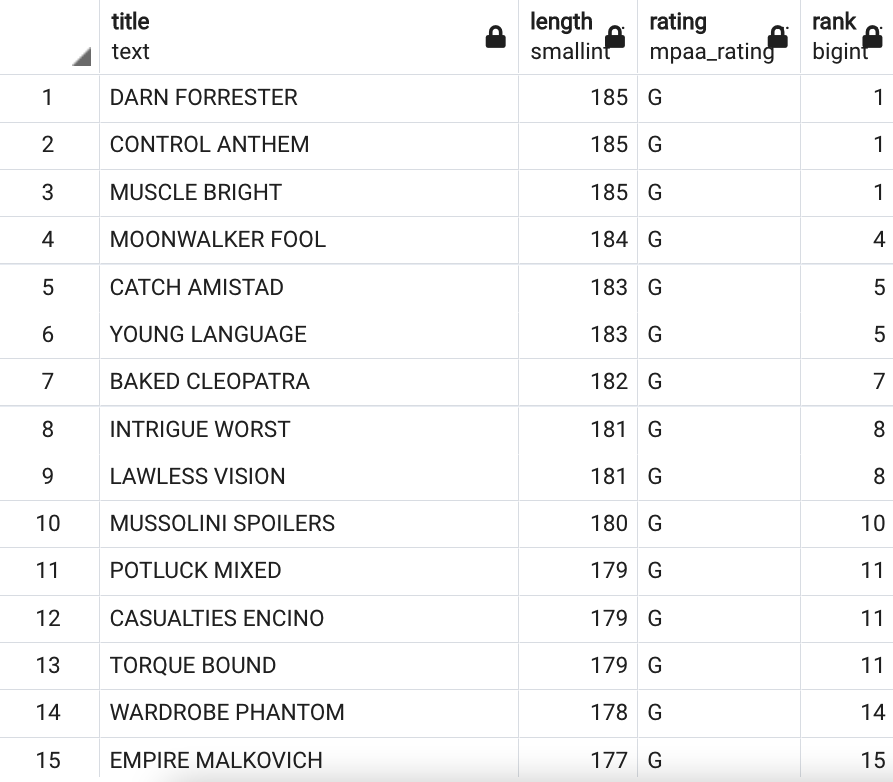 title length rating rank
text smallint mpaa_rating bigint
1 DARN FORRESTER 185 G 1
2 CONTROL ANTHEM 185 G 1
3 MUSCLE BRIGHT 185 G 1
4 MOONWALKER FOOL 184 G 4
5 CATCH AMISTAD 183 G 5
6 YOUNG LANGUAGE 183 G 5
7 BAKED CLEOPATRA 182 G 7
8 INTRIGUE WORST 181 G 8
9 LAWLESS VISION 181 G 8
10 MUSSOLINI SPOILERS 180 G 10
11 POTLUCK MIXED 179 G 11
12 CASUALTIES ENCINO 179 G 11
13 TORQUE BOUND 179 G 11
14 WARDROBE PHANTOM 178 G 14
15 EMPIRE MALKOVICH 177 G 15